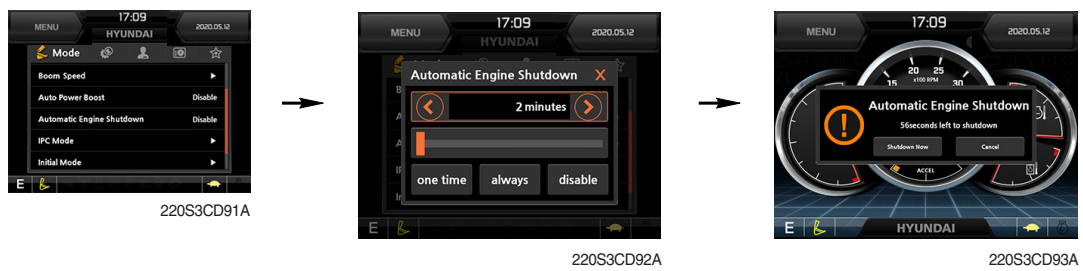 MENU
17:09
HYUNDAI
2020.05.12
Mode
Boom Speed
Auto Power Boost Disable
Automatic Engine Shutdown Disable
IPC Mode
Initial Mode
E
220S3CD91A
MENU
17:09
HYUNDAI
2020.05.12
Automatic Engine Shutdown X
2 minutes
one time always disable
E
220S3CD92A
MENU
17:09
2020.05.12
20 25
15 x100 RPM 30
Automatic Engine Shutdown
56seconds left to shutdown
Shutdown Now Cancel
ACCEL
E HYUNDAI
220S3CD93A